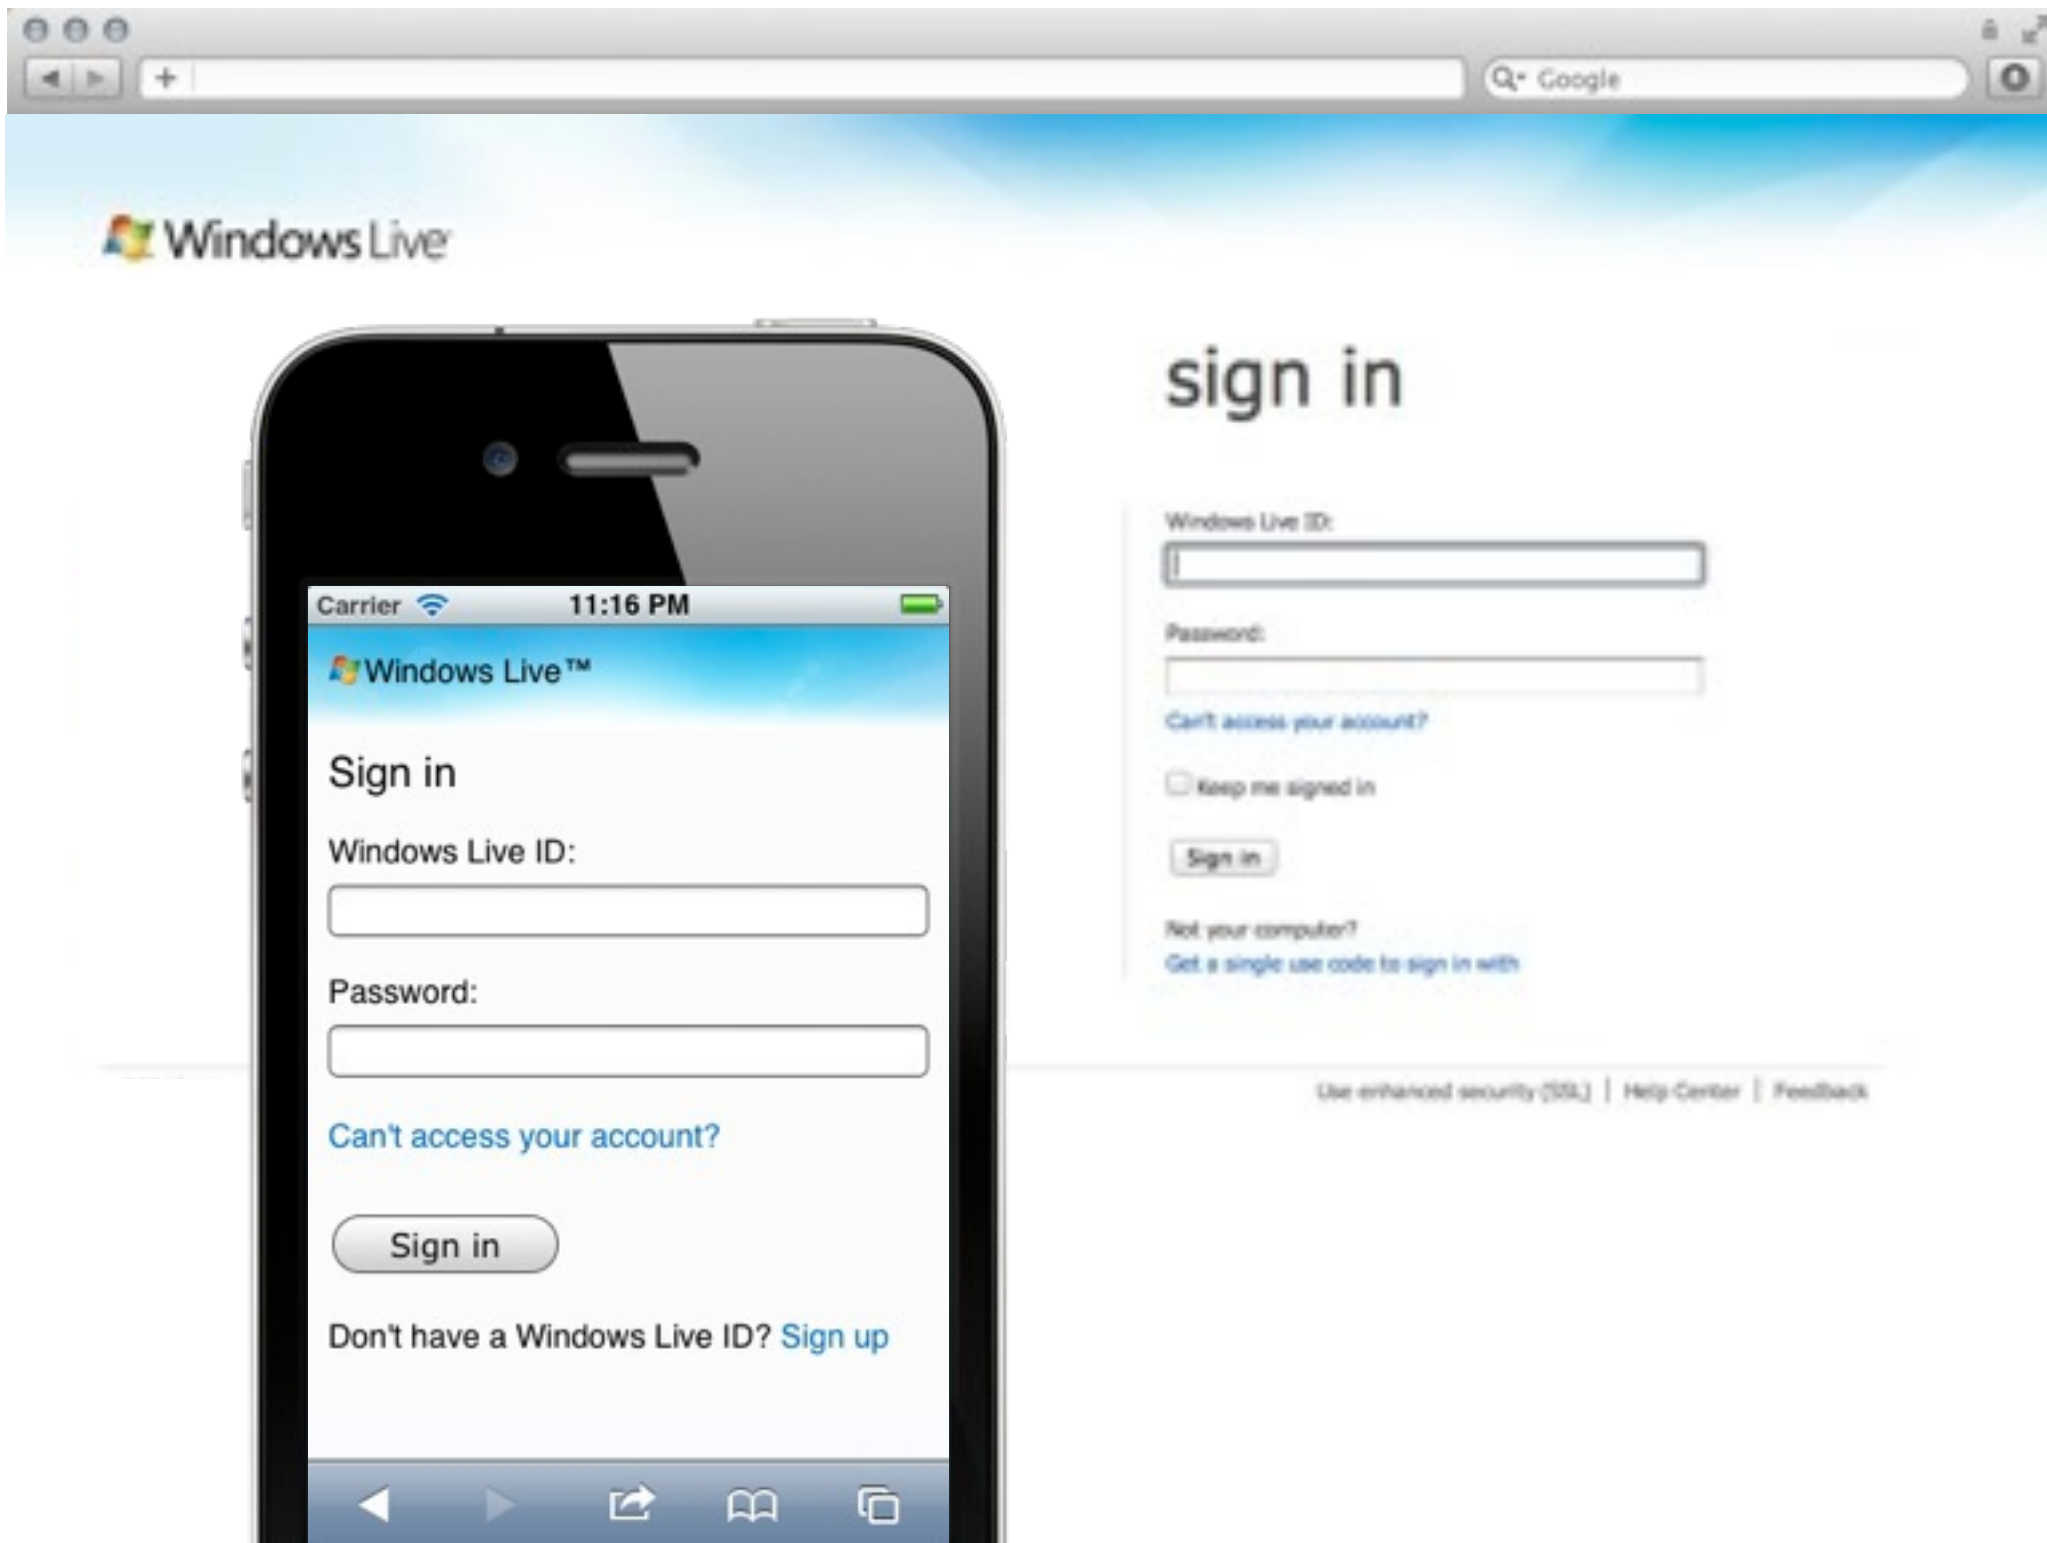 Google
Windows Live
sign in
Windows Live ID:
Password:
Can't access your account?
Keep me signed in
Sign in
Not your computer?
Get a single use code to sign in with
Use enhanced security (SSL) | Help Center | Feedback
Carrier 11:16 PM
Windows Live™
Sign in
Windows Live ID:
Password:
Can't access your account?
Sign in
Don't have a Windows Live ID? Sign up